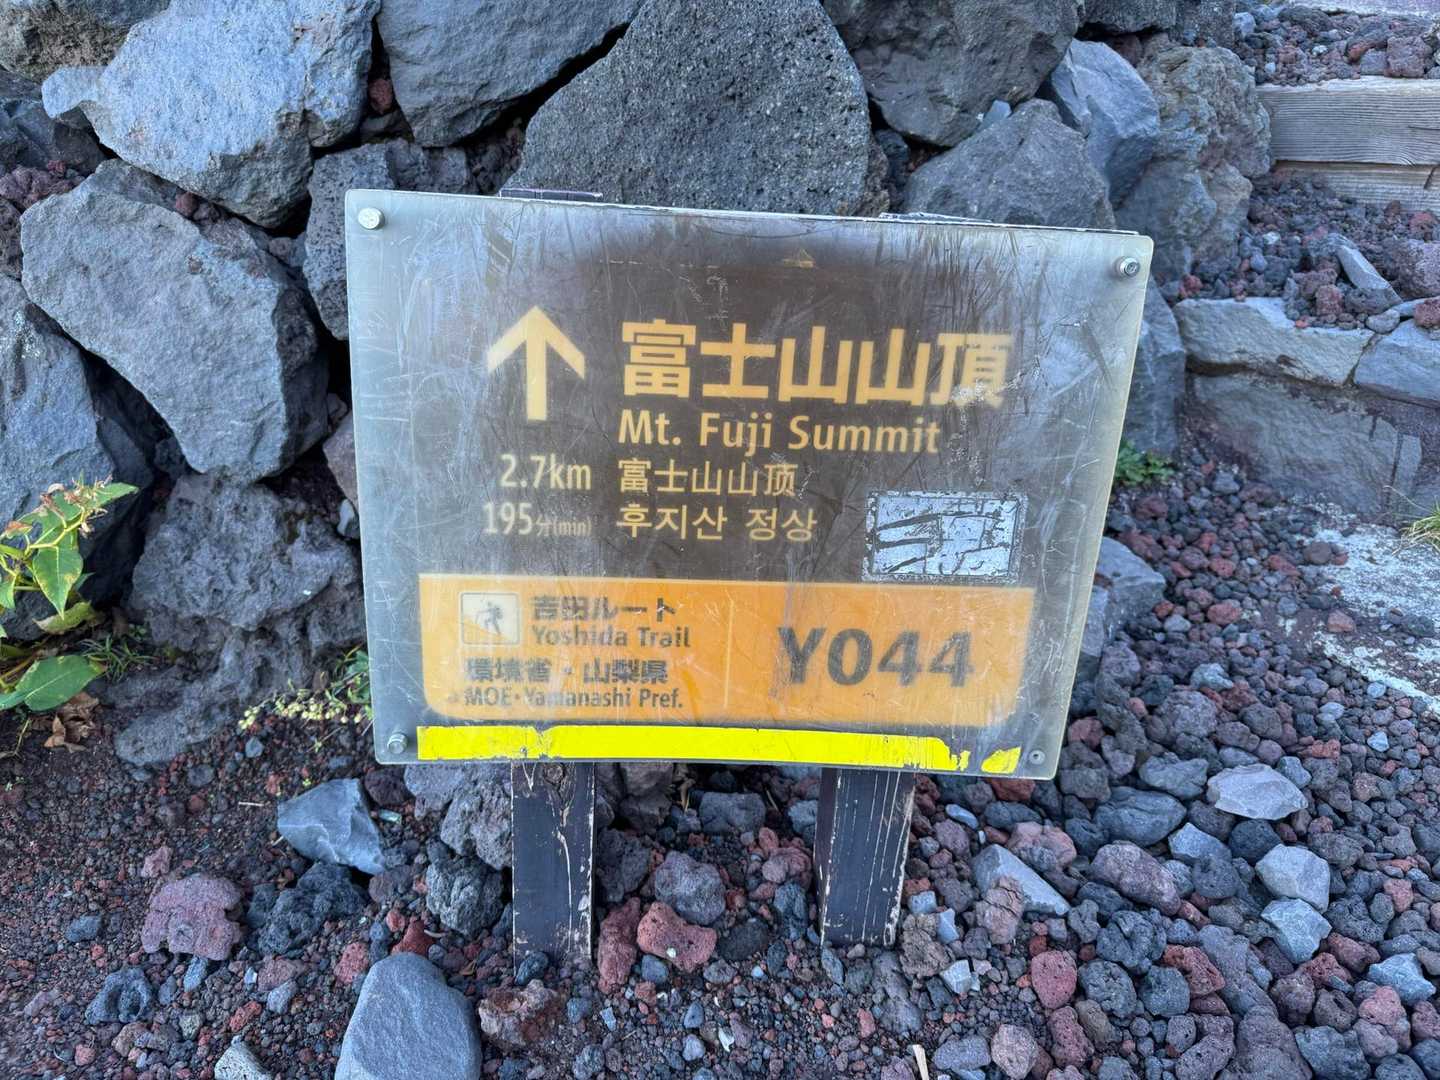 富士山山頂
Mt. Fuji Summit
2.7km 富士山山顶
195分(min) 후지산 정상
吉田ルート
Yoshida Trail
環境省・山梨県
MOE・Yamanashi Pref.
Y044